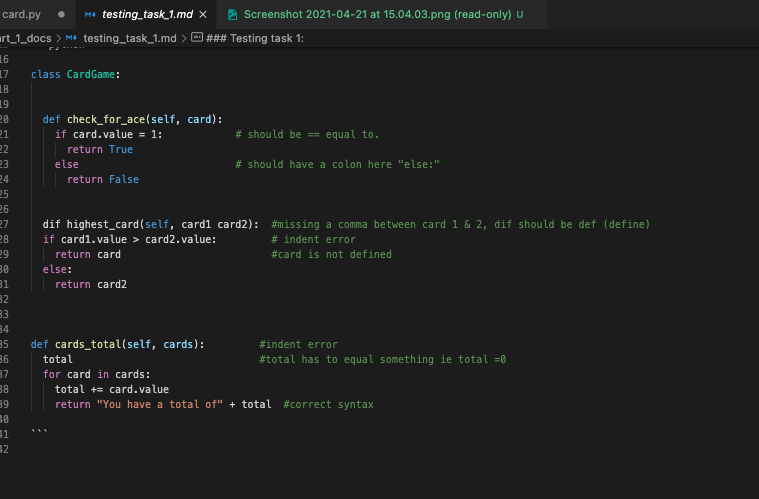 card.py ● M↓ testing_task_1.md × Screenshot 2021-04-21 at 15.04.03.png (read-only) U
rt_1_docs > M↓ testing_task_1.md > abc ### Testing task 1:
python
16
17 class CardGame:
18
19
20 def check_for_ace(self, card):
21 if card.value = 1: # should be == equal to.
22 return True
23 else # should have a colon here "else:"
24 return False
25
26
27 dif highest_card(self, card1 card2): #missing a comma between card 1 & 2, dif should be def (define)
28 if card1.value > card2.value: # indent error
29 return card #card is not defined
30 else:
31 return card2
32
33
34
35 def cards_total(self, cards): #indent error
36 total #total has to equal something ie total =0
37 for card in cards:
38 total += card.value
39 return "You have a total of" + total #correct syntax
40
41 ```
42